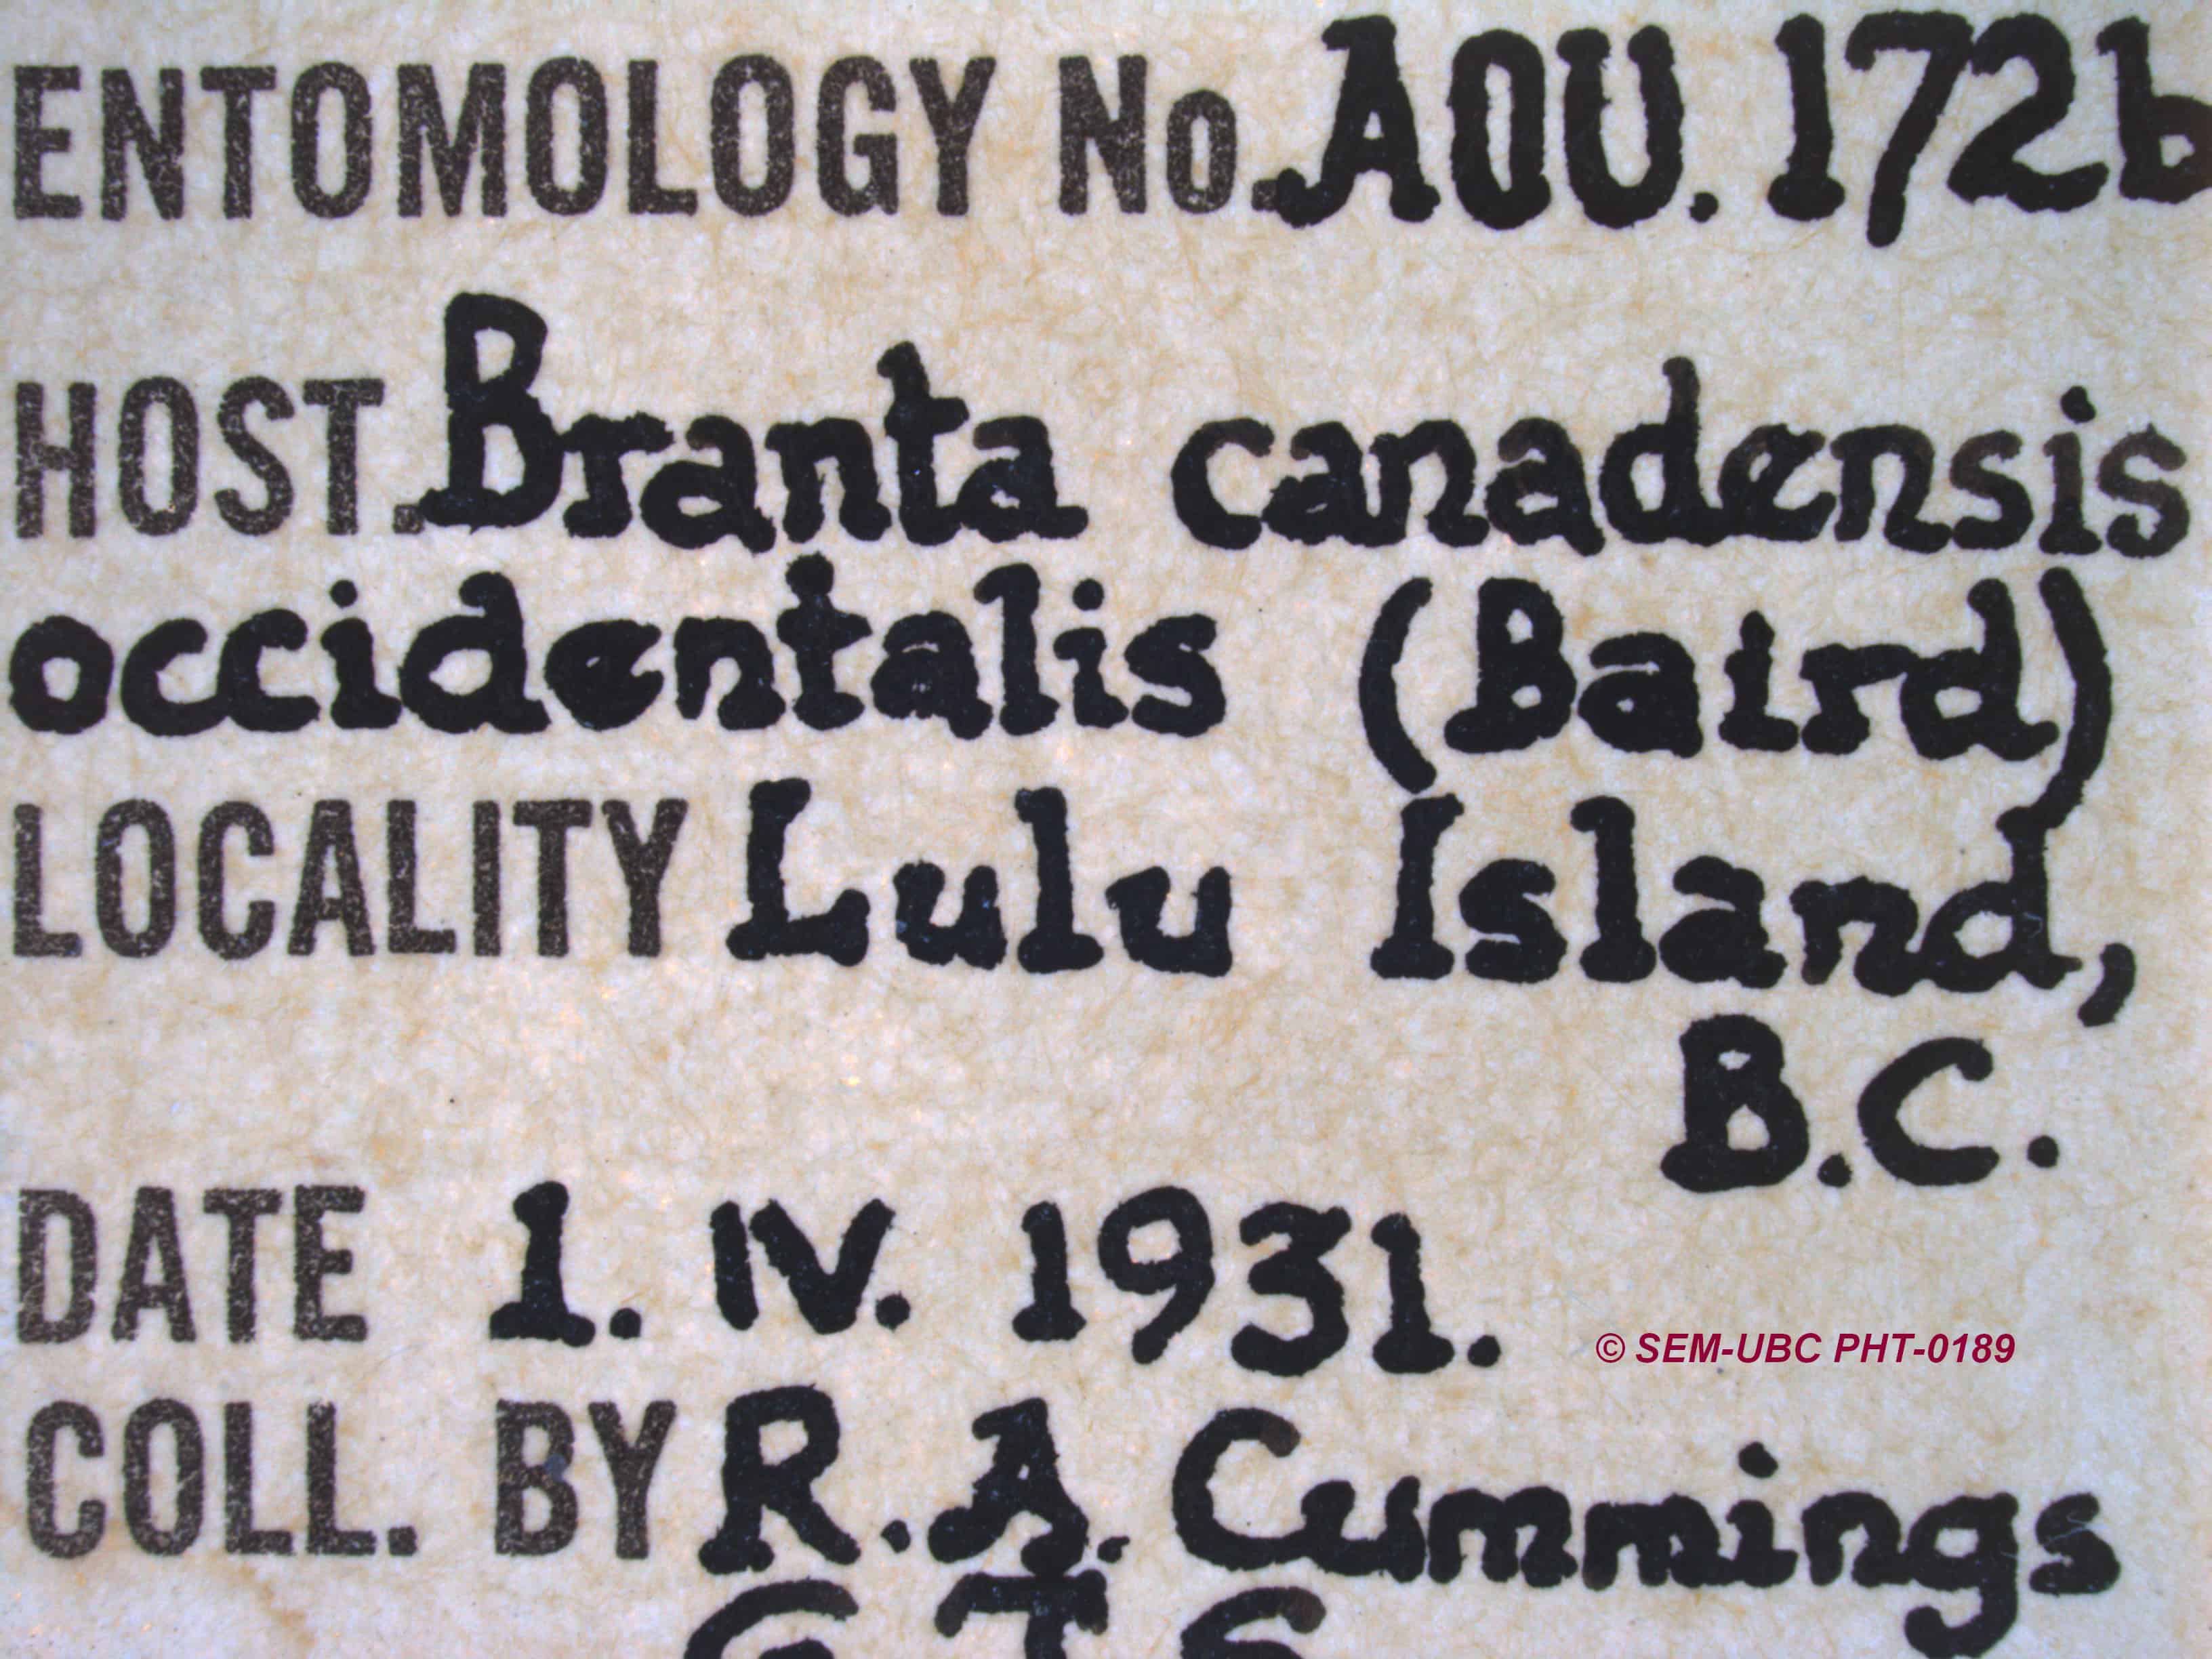 ENTOMOLOGY No. AOU. 172b
HOST. Branta canadensis
occidentalis (Baird)
LOCALITY Lulu Island,
B.C.
DATE 1. IV. 1931.
© SEM-UBC PHT-0189
COLL. BY R. A. Cummings